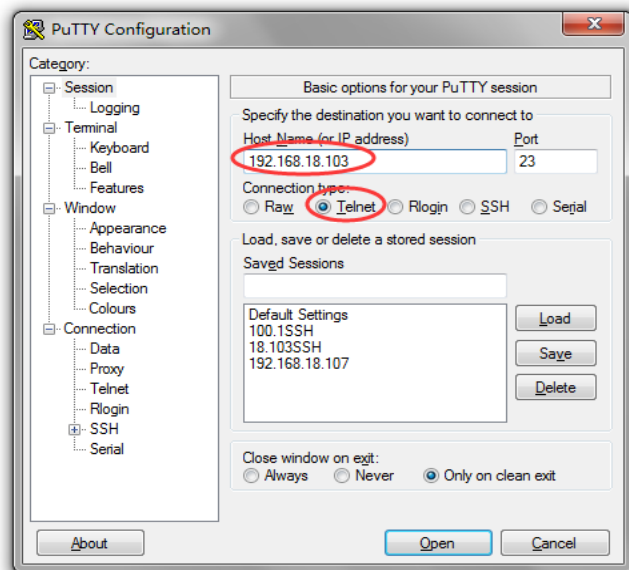 PuTTY Configuration
Category:
Session
Logging
Terminal
Keyboard
Bell
Features
Window
Appearance
Behaviour
Translation
Selection
Colours
Connection
Data
Proxy
Telnet
Rlogin
SSH
Serial
Basic options for your PuTTY session
Specify the destination you want to connect to
Host Name (or IP address) Port
192.168.18.103 23
Connection type:
Raw Telnet Rlogin SSH Serial
Load, save or delete a stored session
Saved Sessions
Default Settings
100.1SSH
18.103SSH
192.168.18.107
Load
Save
Delete
Close window on exit:
Always Never Only on clean exit
About Open Cancel